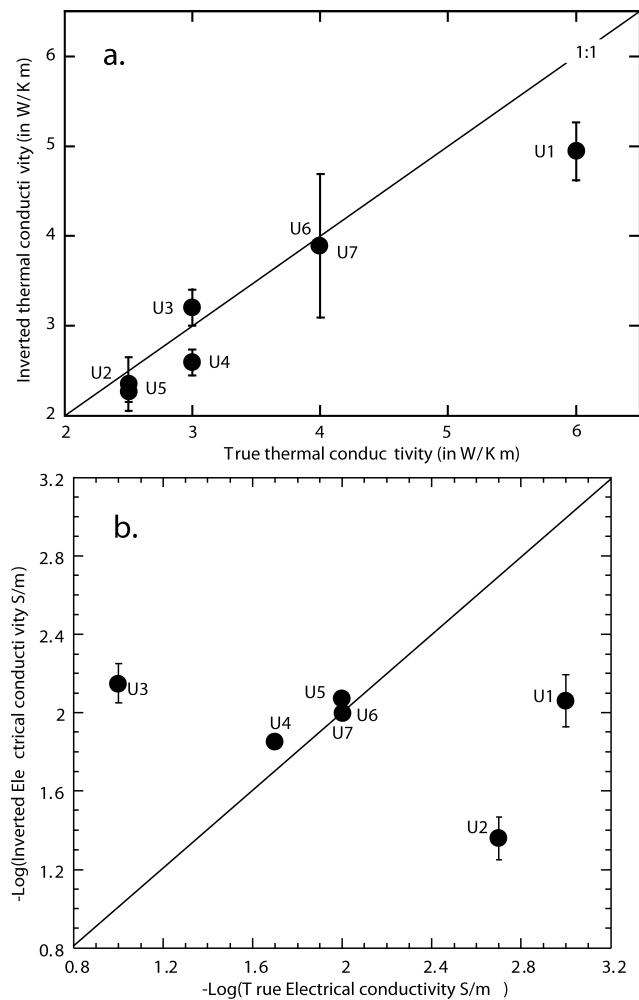 a.
1:1
6
5
4
3
2
U1
U6
U7
U3
U4
U2
U5
2 3 4 5 6
Inverted thermal conducti vity (in W/K m)
True thermal conduc tivity (in W/K m)
b.
3.2
2.8
2.4
2
1.6
1.2
0.8
U3
U5
U1
U4
U6
U7
U2
0.8 1.2 1.6 2 2.4 2.8 3.2
-Log(Inverted Ele ctrical conducti vity S/m)
-Log(T rue Electrical conductivity S/m )